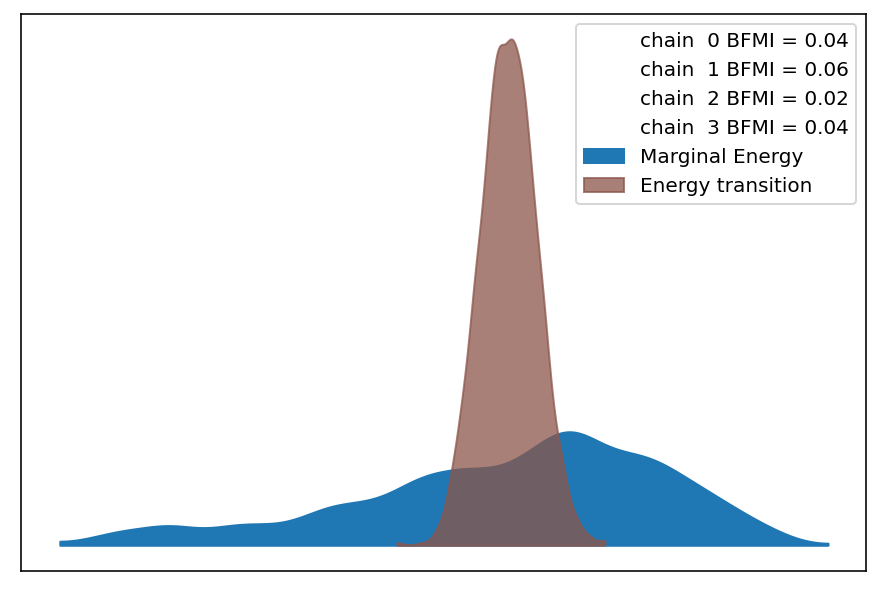 chain  0 BFMI = 0.04
chain  1 BFMI = 0.06
chain  2 BFMI = 0.02
chain  3 BFMI = 0.04
Marginal Energy
Energy transition